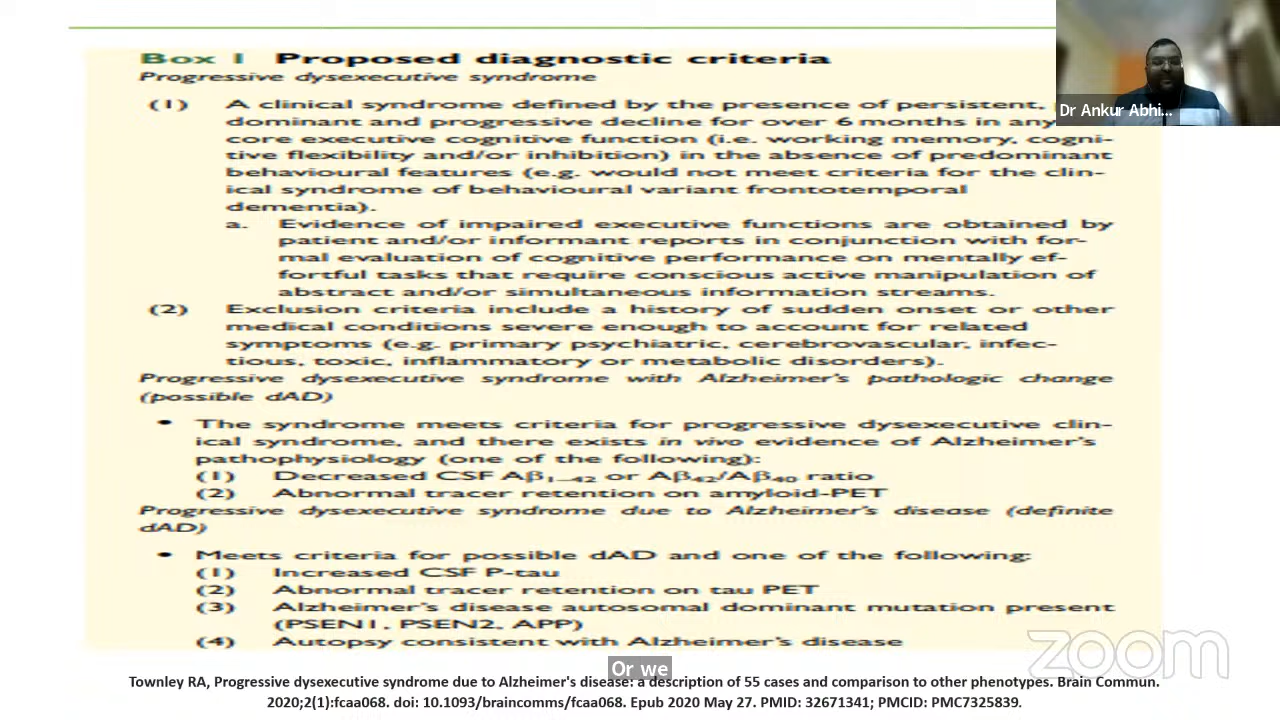 Box 1 Proposed diagnostic criteria
Progressive dysexecutive syndrome
(1) A clinical syndrome defined by the presence of persistent,
dominant and progressive decline for over 6 months in any
core executive cognitive function (i.e. working memory, cogni-
tive flexibility and/or inhibition) in the absence of predominant
behavioural features (e.g. would not meet criteria for the clin-
ical syndrome of behavioural variant frontotemporal
dementia).
a. Evidence of impaired executive functions are obtained by
patient and/or informant reports in conjunction with for-
mal evaluation of cognitive performance on mentally ef-
fortful tasks that require conscious active manipulation of
abstract and/or simultaneous information streams.
(2) Exclusion criteria include a history of sudden onset or other
medical conditions severe enough to account for related
symptoms (e.g. primary psychiatric, cerebrovascular, infec-
tious, toxic, inflammatory or metabolic disorders).
Progressive dysexecutive syndrome with Alzheimer's pathologic change
(possible dAD)
• The syndrome meets criteria for progressive dysexecutive clin-
ical syndrome, and there exists in vivo evidence of Alzheimer's
pathophysiology (one of the following):
(1) Decreased CSF Aβ1–42 or Aβ42/Aβ40 ratio
(2) Abnormal tracer retention on amyloid-PET
Progressive dysexecutive syndrome due to Alzheimer's disease (definite
dAD)
• Meets criteria for possible dAD and one of the following:
(1) Increased CSF P-tau
(2) Abnormal tracer retention on tau PET
(3) Alzheimer's disease autosomal dominant mutation present
(PSEN1, PSEN2, APP)
(4) Autopsy consistent with Alzheimer's disease
Dr Ankur Abhi...
zoom
Or we
Townley RA, Progressive dysexecutive syndrome due to Alzheimer's disease: a description of 55 cases and comparison to other phenotypes. Brain Commun.
2020;2(1):fcaa068. doi: 10.1093/braincomms/fcaa068. Epub 2020 May 27. PMID: 32671341; PMCID: PMC7325839.